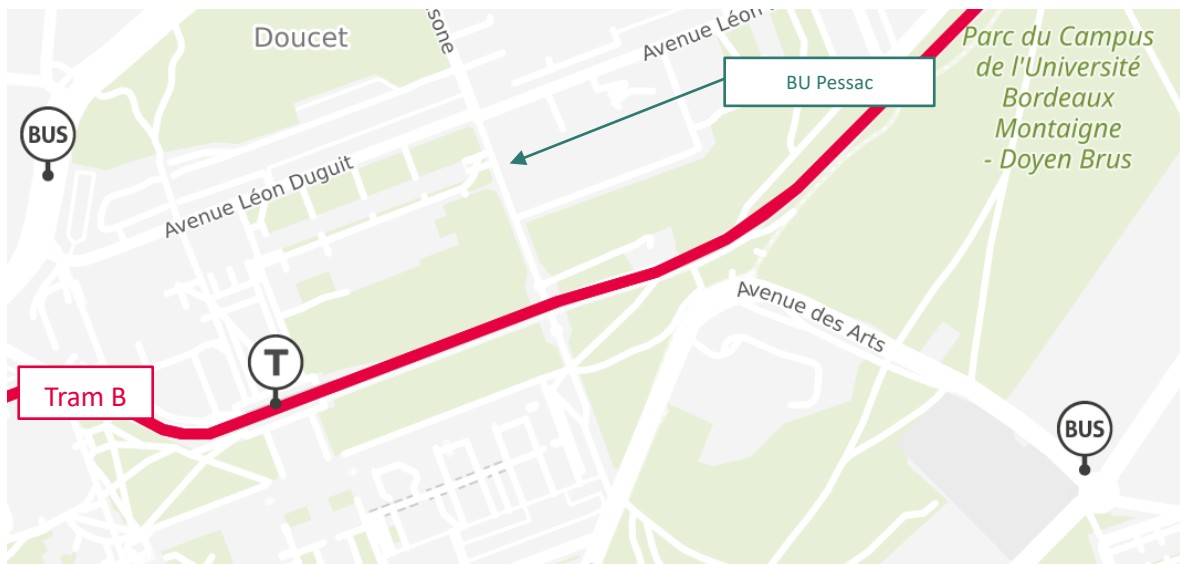 Doucet
ssone
Avenue Léon
BU Pessac
Parc du Campus
de l'Université
Bordeaux
Montaigne
- Doyen Brus
BUS
Avenue Léon Duguit
Avenue des Arts
T
Tram B
BUS